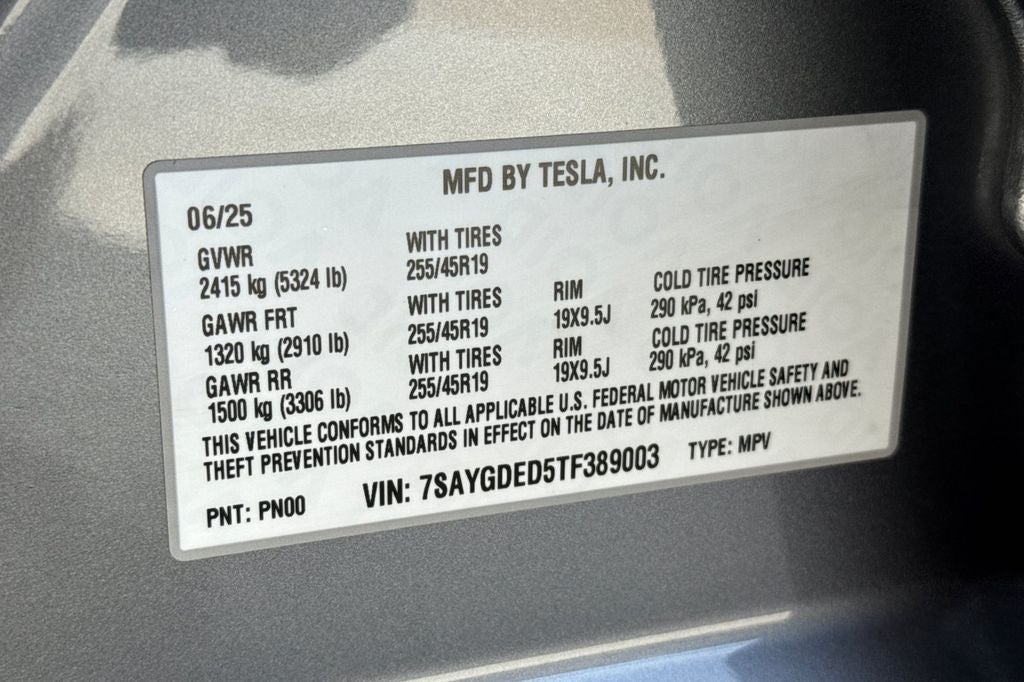 MFD BY TESLA, INC.
06/25
GVWR WITH TIRES
2415 kg (5324 lb) 255/45R19
GAWR FRT WITH TIRES RIM COLD TIRE PRESSURE
1320 kg (2910 lb) 255/45R19 19X9.5J 290 kPa, 42 psi
GAWR RR WITH TIRES RIM COLD TIRE PRESSURE
1500 kg (3306 lb) 255/45R19 19X9.5J 290 kPa, 42 psi
THIS VEHICLE CONFORMS TO ALL APPLICABLE U.S. FEDERAL MOTOR VEHICLE SAFETY AND
THEFT PREVENTION STANDARDS IN EFFECT ON THE DATE OF MANUFACTURE SHOWN ABOVE.
PNT: PN00 VIN: 7SAYGDED5TF389003 TYPE: MPV